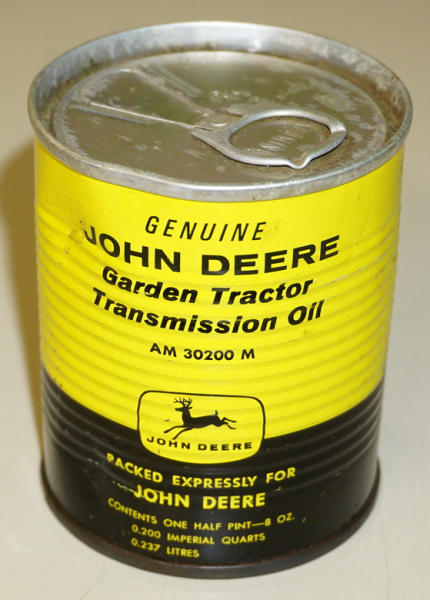 GENUINE
JOHN DEERE
Garden Tractor
Transmission Oil
AM 30200 M
JOHN DEERE
PACKED EXPRESSLY FOR
JOHN DEERE
CONTENTS ONE HALF PINT—8 OZ.
0.200 IMPERIAL QUARTS
0.237 LITRES